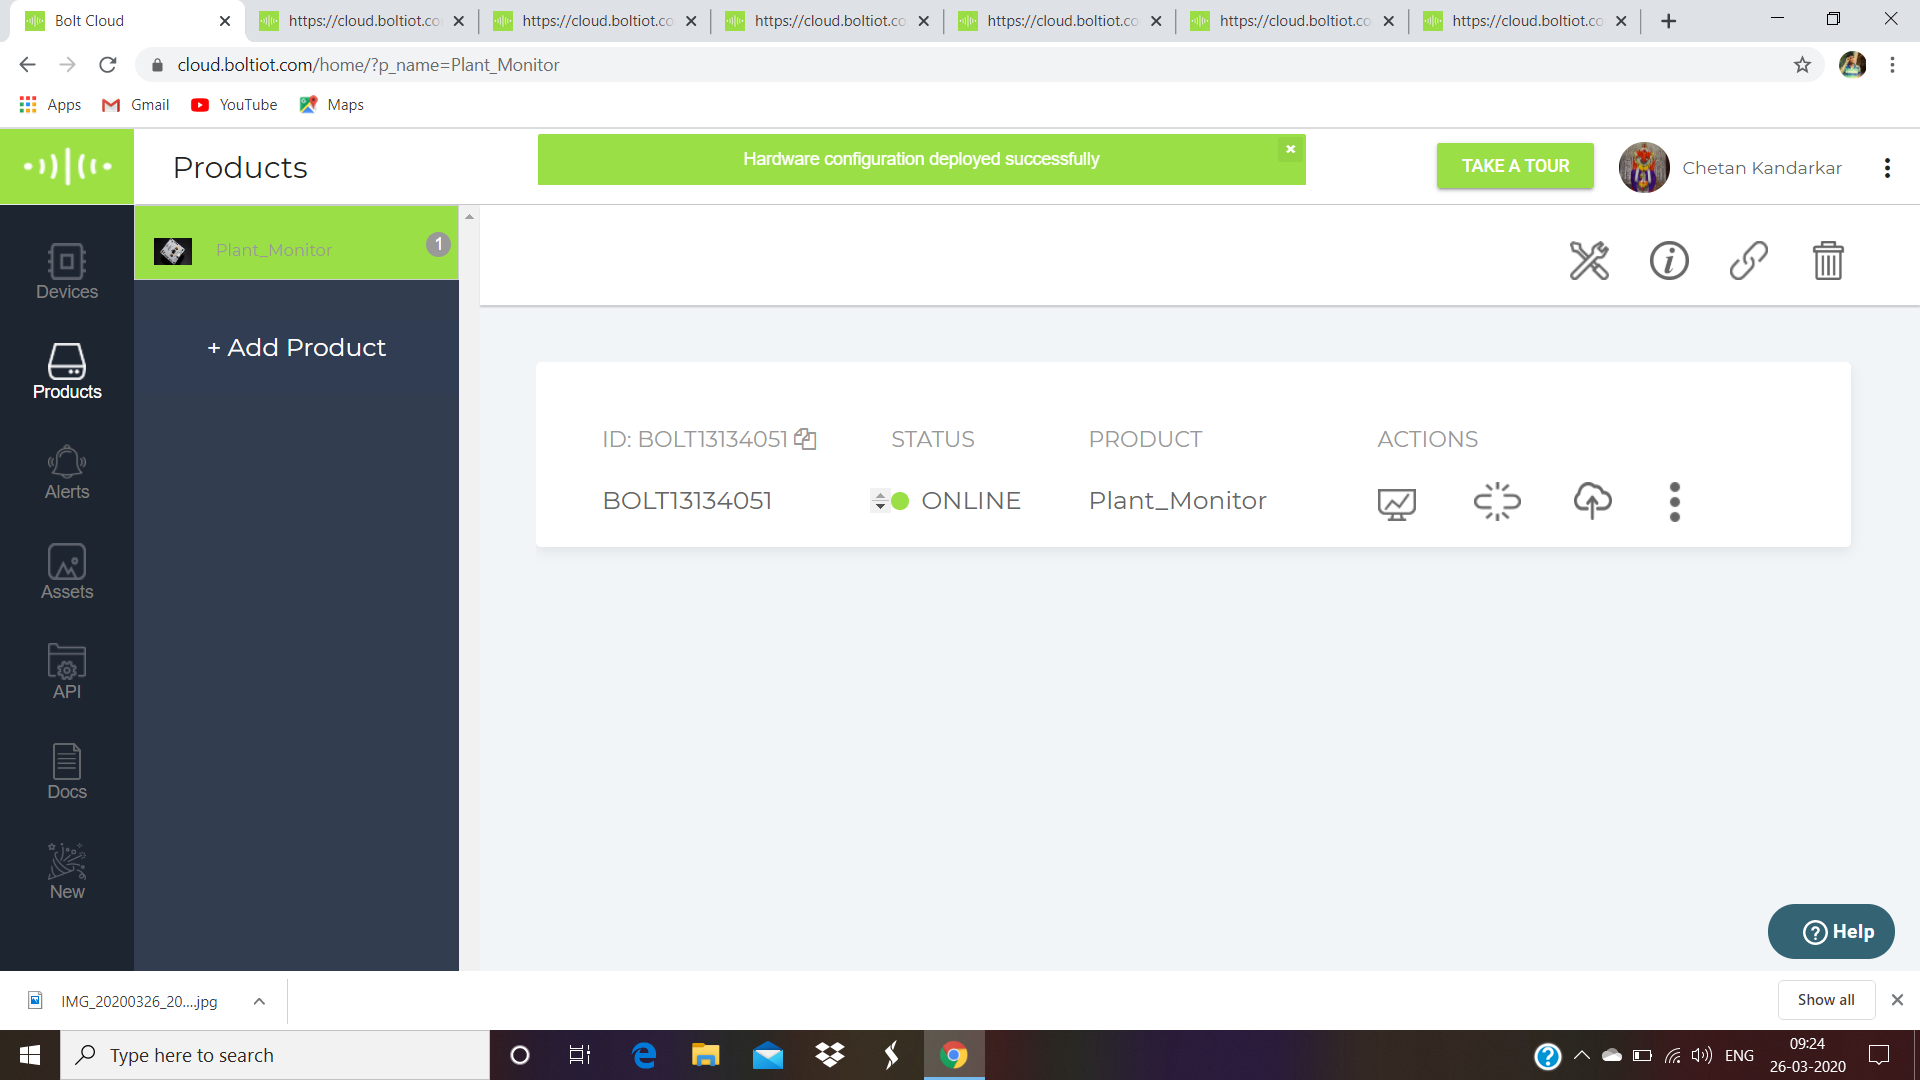 Bolt Cloud
https://cloud.boltiot.co
https://cloud.boltiot.co
https://cloud.boltiot.co
https://cloud.boltiot.co
https://cloud.boltiot.co
https://cloud.boltiot.co
cloud.boltiot.com/home/?p_name=Plant_Monitor
Apps
Gmail
YouTube
Maps
Products
Hardware configuration deployed successfully
TAKE A TOUR
Chetan Kandarkar
Devices
Products
Alerts
Assets
API
Docs
New
Plant_Monitor
1
+ Add Product
ID: BOLT13134051
STATUS
PRODUCT
ACTIONS
BOLT13134051
ONLINE
Plant_Monitor
Help
IMG_20200326_20....jpg
Show all
Type here to search
ENG
09:24
26-03-2020